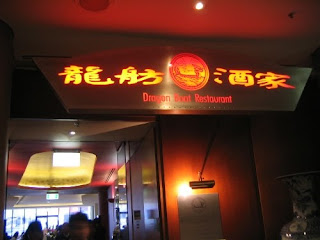 龍舫酒家
Dragon Boat Restaurant